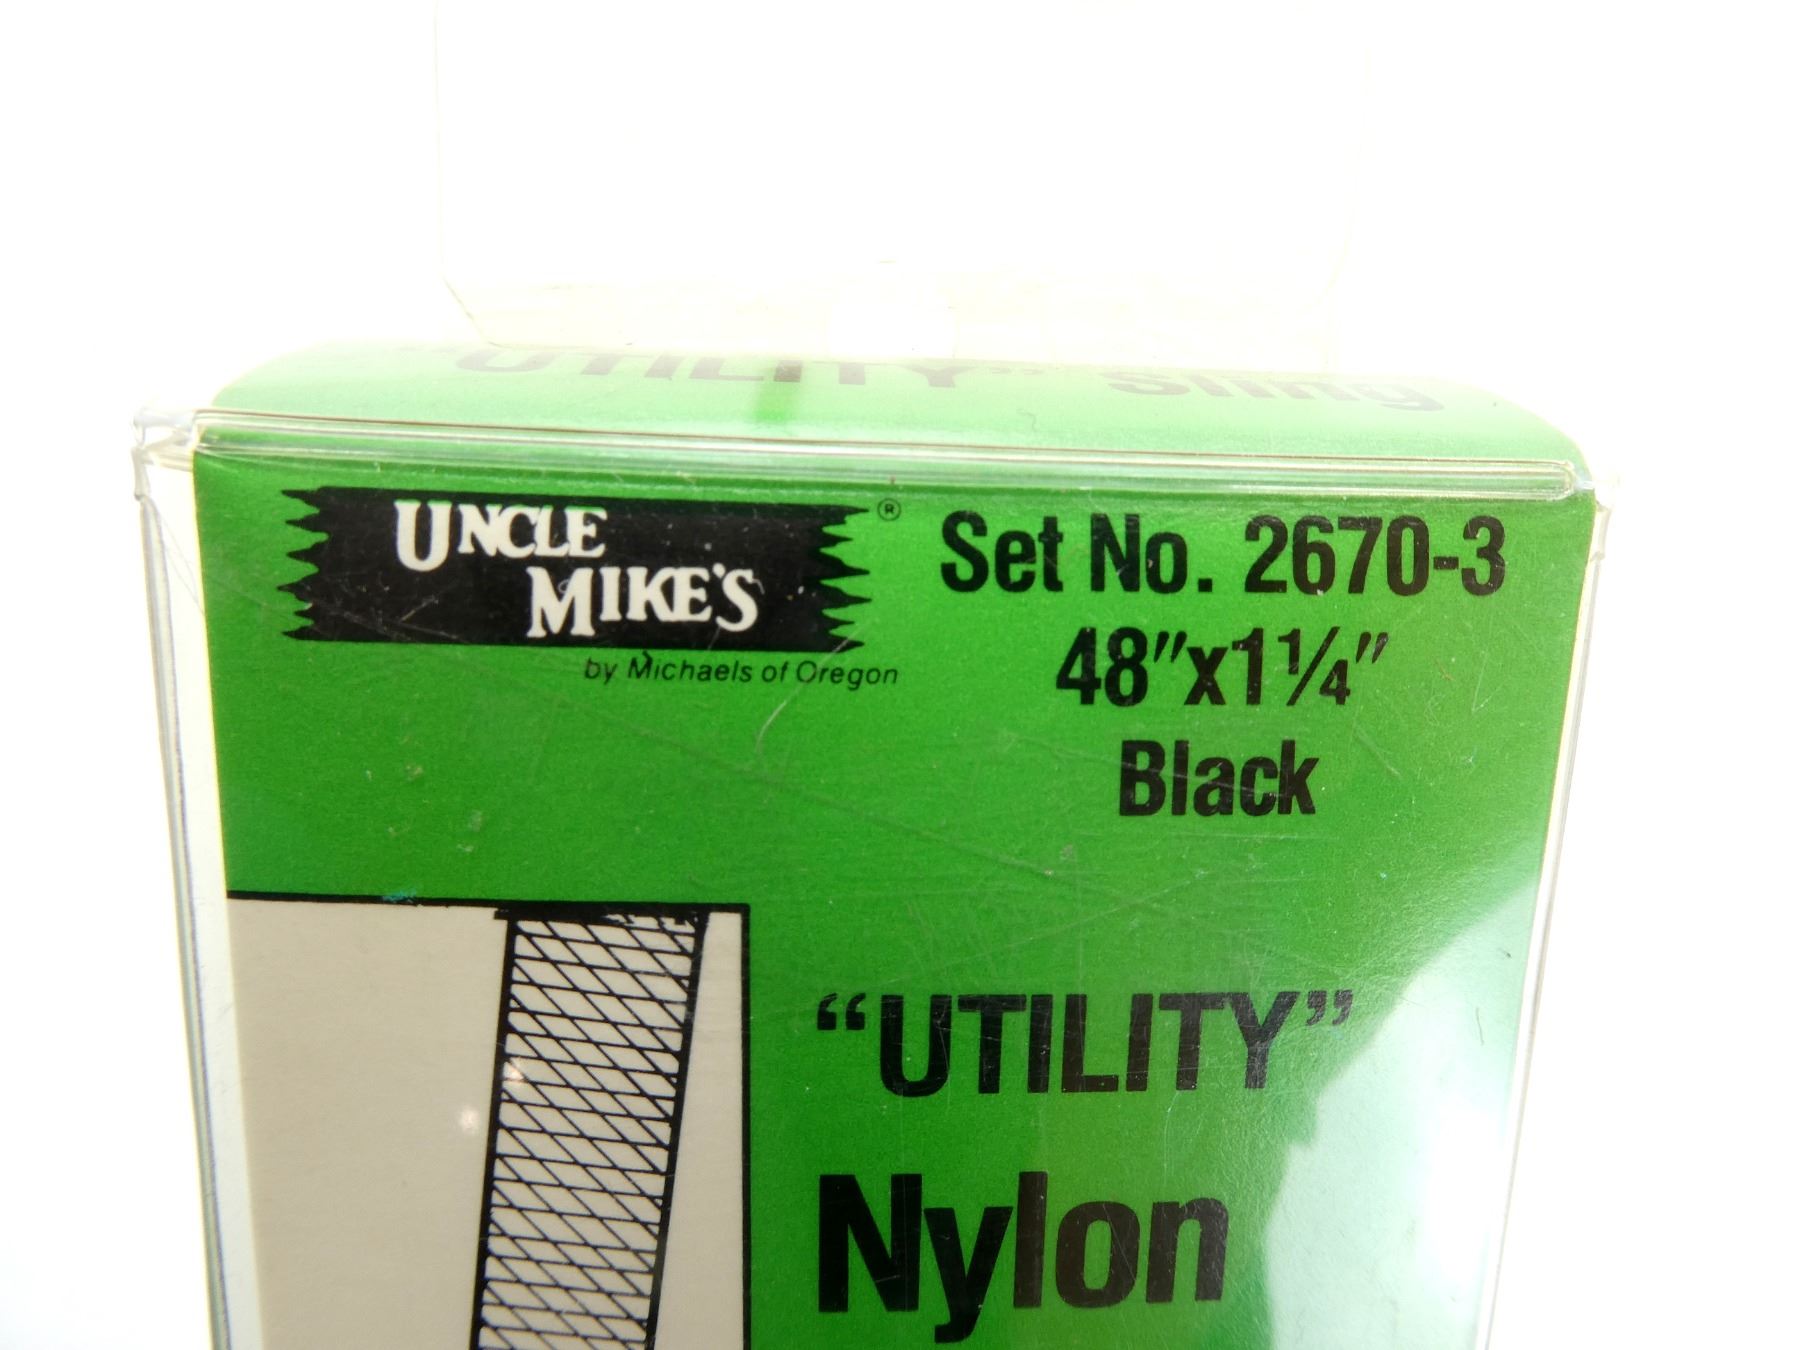 "UTILITY" Sling
UNCLE
MIKE'S
®
by Michaels of Oregon
Set No. 2670-3
48"x1¼"
Black
"UTILITY"
Nylon